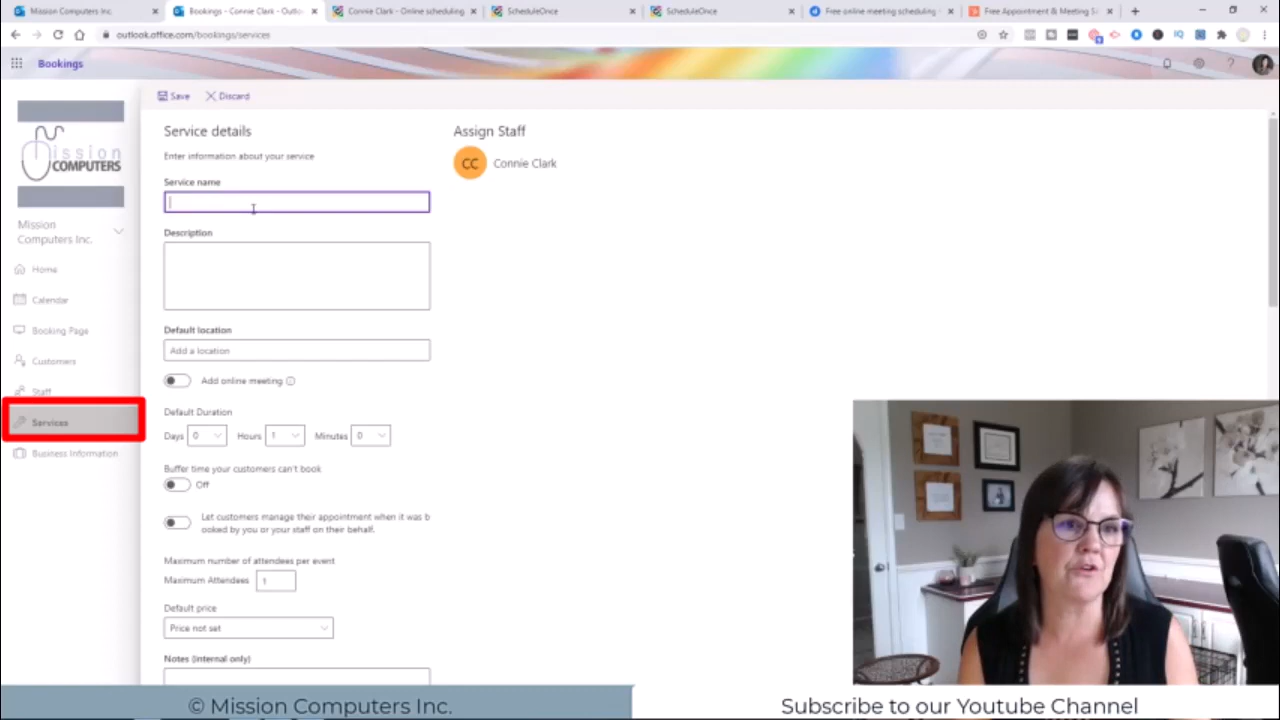 Mission Computers Inc.
Bookings - Connie Clark - Outlo
Connie Clark - Online scheduling,
ScheduleOnce
ScheduleOnce
Free online meeting scheduling
Free Appointment & Meeting S
outlook.office.com/bookings/services
Bookings
Save
Discard
ission
COMPUTERS
Mission
Computers Inc.
Home
Calendar
Booking Page
Customers
Staff
Services
Business Information
Service details
Enter information about your service
Service name
Description
Default location
Add a location
Add online meeting
Default Duration
Days 0 Hours 1 Minutes 0
Buffer time your customers can't book
Off
Let customers manage their appointment when it was b
ooked by you or your staff on their behalf.
Maximum number of attendees per event
Maximum Attendees 1
Default price
Price not set
Notes (internal only)
Assign Staff
CC Connie Clark
© Mission Computers Inc.
Subscribe to our Youtube Channel